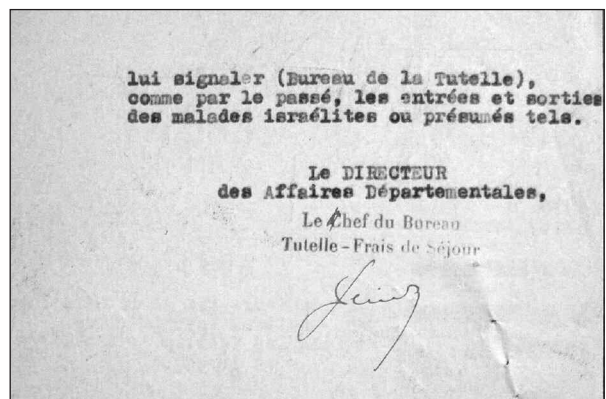 lui signaler (Bureau de la Tutelle),
comme par le passé, les entrées et sorties
des malades israélites ou présumés tels.
Le DIRECTEUR
des Affaires Départementales,
Le Chef du Bureau
Tutelle-Frais de Séjour